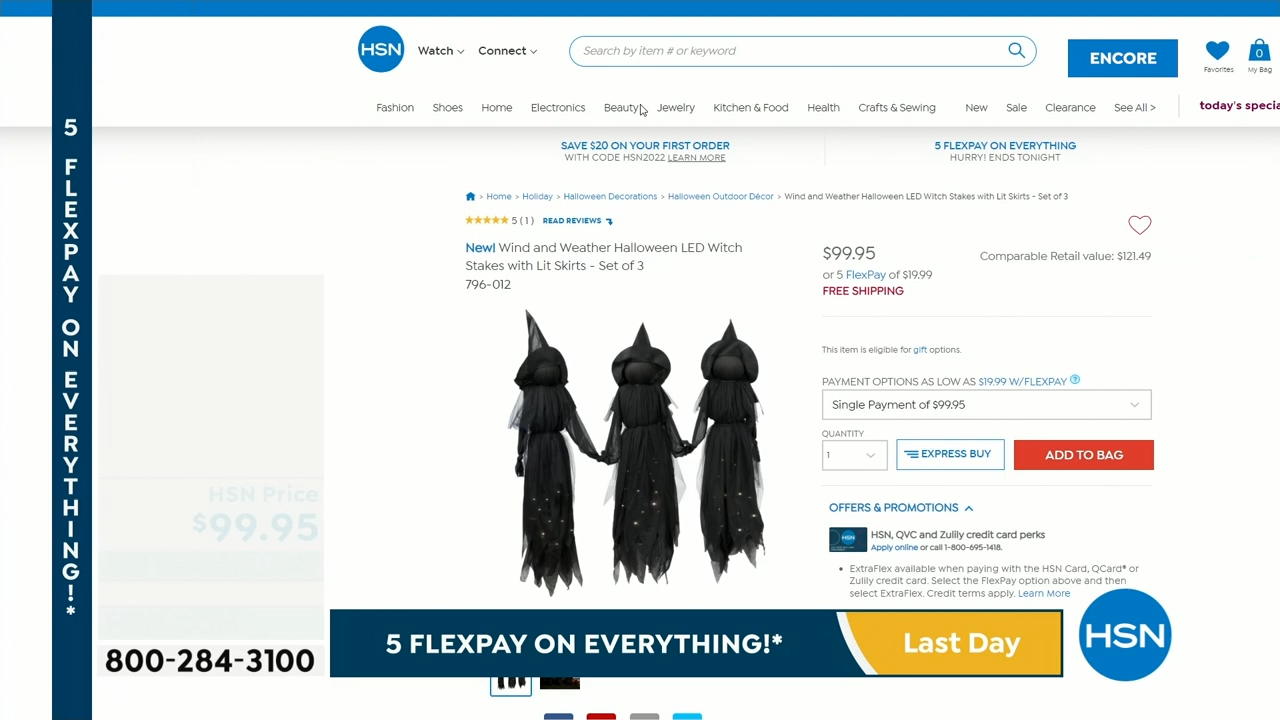 5 FLEXPAY ON EVERYTHING!*
HSN
Watch
Connect
Search by item # or keyword
ENCORE
Favorites
0
My Bag
Fashion
Shoes
Home
Electronics
Beauty
Jewelry
Kitchen & Food
Health
Crafts & Sewing
New
Sale
Clearance
See All >
today's specia
SAVE $20 ON YOUR FIRST ORDER
WITH CODE HSN2022 LEARN MORE
5 FLEXPAY ON EVERYTHING
HURRY! ENDS TONIGHT
> Home > Holiday > Halloween Decorations > Halloween Outdoor Décor > Wind and Weather Halloween LED Witch Stakes with Lit Skirts - Set of 3
5 (1) READ REVIEWS
New! Wind and Weather Halloween LED Witch
Stakes with Lit Skirts - Set of 3
796-012
$99.95
Comparable Retail value: $121.49
or 5 FlexPay of $19.99
FREE SHIPPING
This item is eligible for gift options.
PAYMENT OPTIONS AS LOW AS $19.99 W/FLEXPAY ?
Single Payment of $99.95
QUANTITY
1
EXPRESS BUY
ADD TO BAG
OFFERS & PROMOTIONS
HSN
HSN, QVC and Zulily credit card perks
Apply online or call 1-800-695-1418.
• ExtraFlex available when paying with the HSN Card, QCard® or
Zulily credit card. Select the FlexPay option above and then
select ExtraFlex. Credit terms apply. Learn More
HSN Price
$99.95
800-284-3100
5 FLEXPAY ON EVERYTHING!*
Last Day
HSN